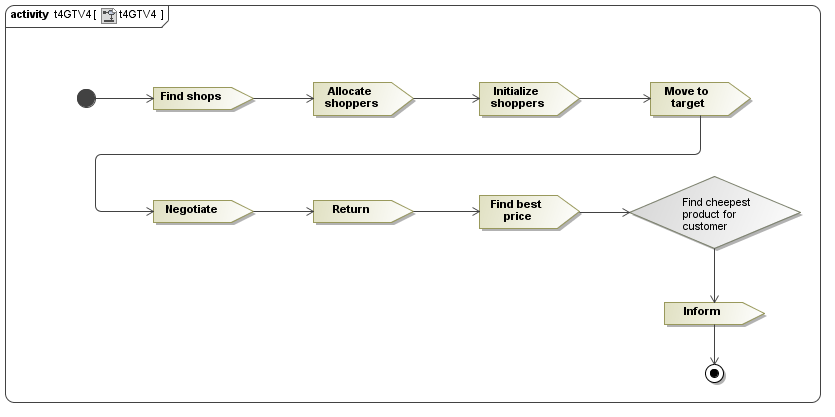 activity t4GTV4[ t4GTV4 ]
Find shops
Allocate
shoppers
Initialize
shoppers
Move to
target
Negotiate
Return
Find best
price
Find cheepest
product for
customer
Inform